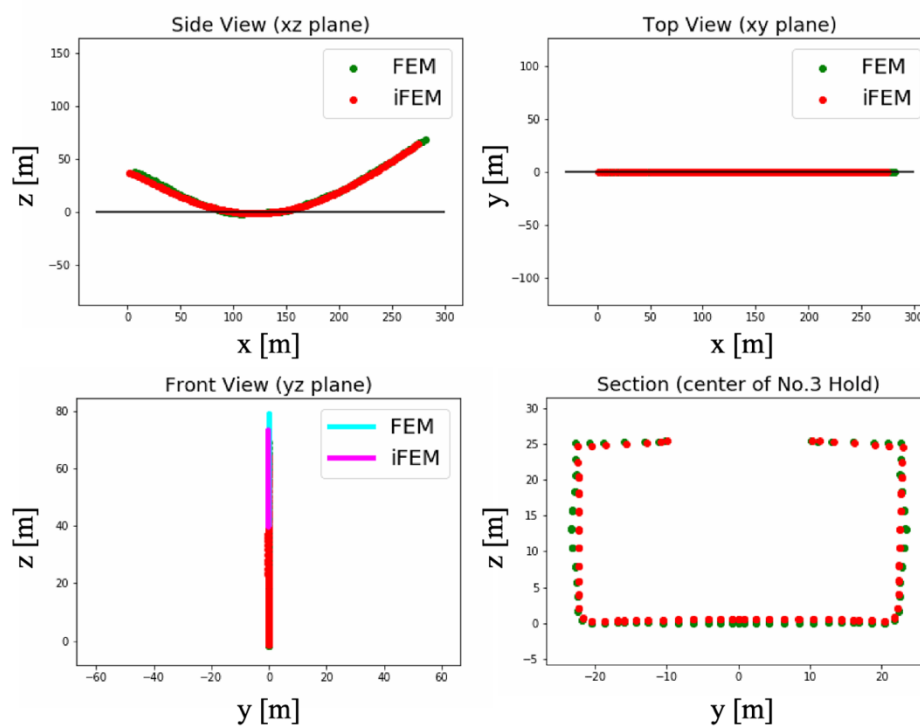 Side View (xz plane)
150
100
50
0
-50
z [m]
FEM
iFEM
0 50 100 150 200 250 300
x [m]
Top View (xy plane)
100
50
0
-50
-100
y [m]
FEM
iFEM
0 50 100 150 200 250 300
x [m]
Front View (yz plane)
80
60
40
20
0
z [m]
FEM
iFEM
-60 -40 -20 0 20 40 60
y [m]
Section (center of No.3 Hold)
30
25
20
15
10
5
0
-5
z [m]
-20 -10 0 10 20
y [m]